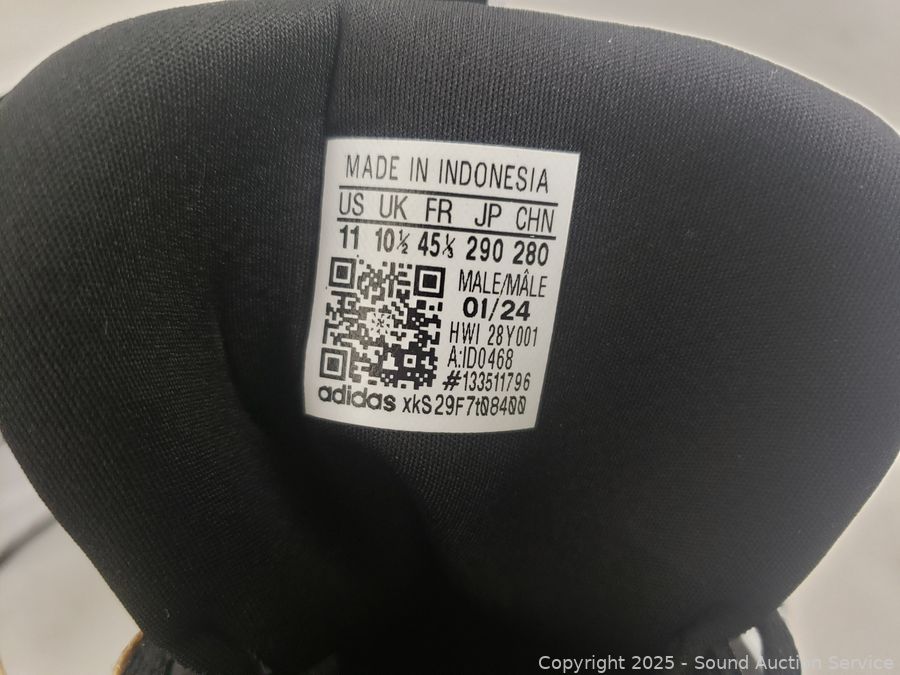 MADE IN INDONESIA
US UK FR JP CHN
11 10½ 45⅓ 290 280
MALE/MÂLE
01/24
HWI 28Y001
A:ID0468
#133511796
adidas xkS29F7t08400
Copyright 2025 - Sound Auction Service